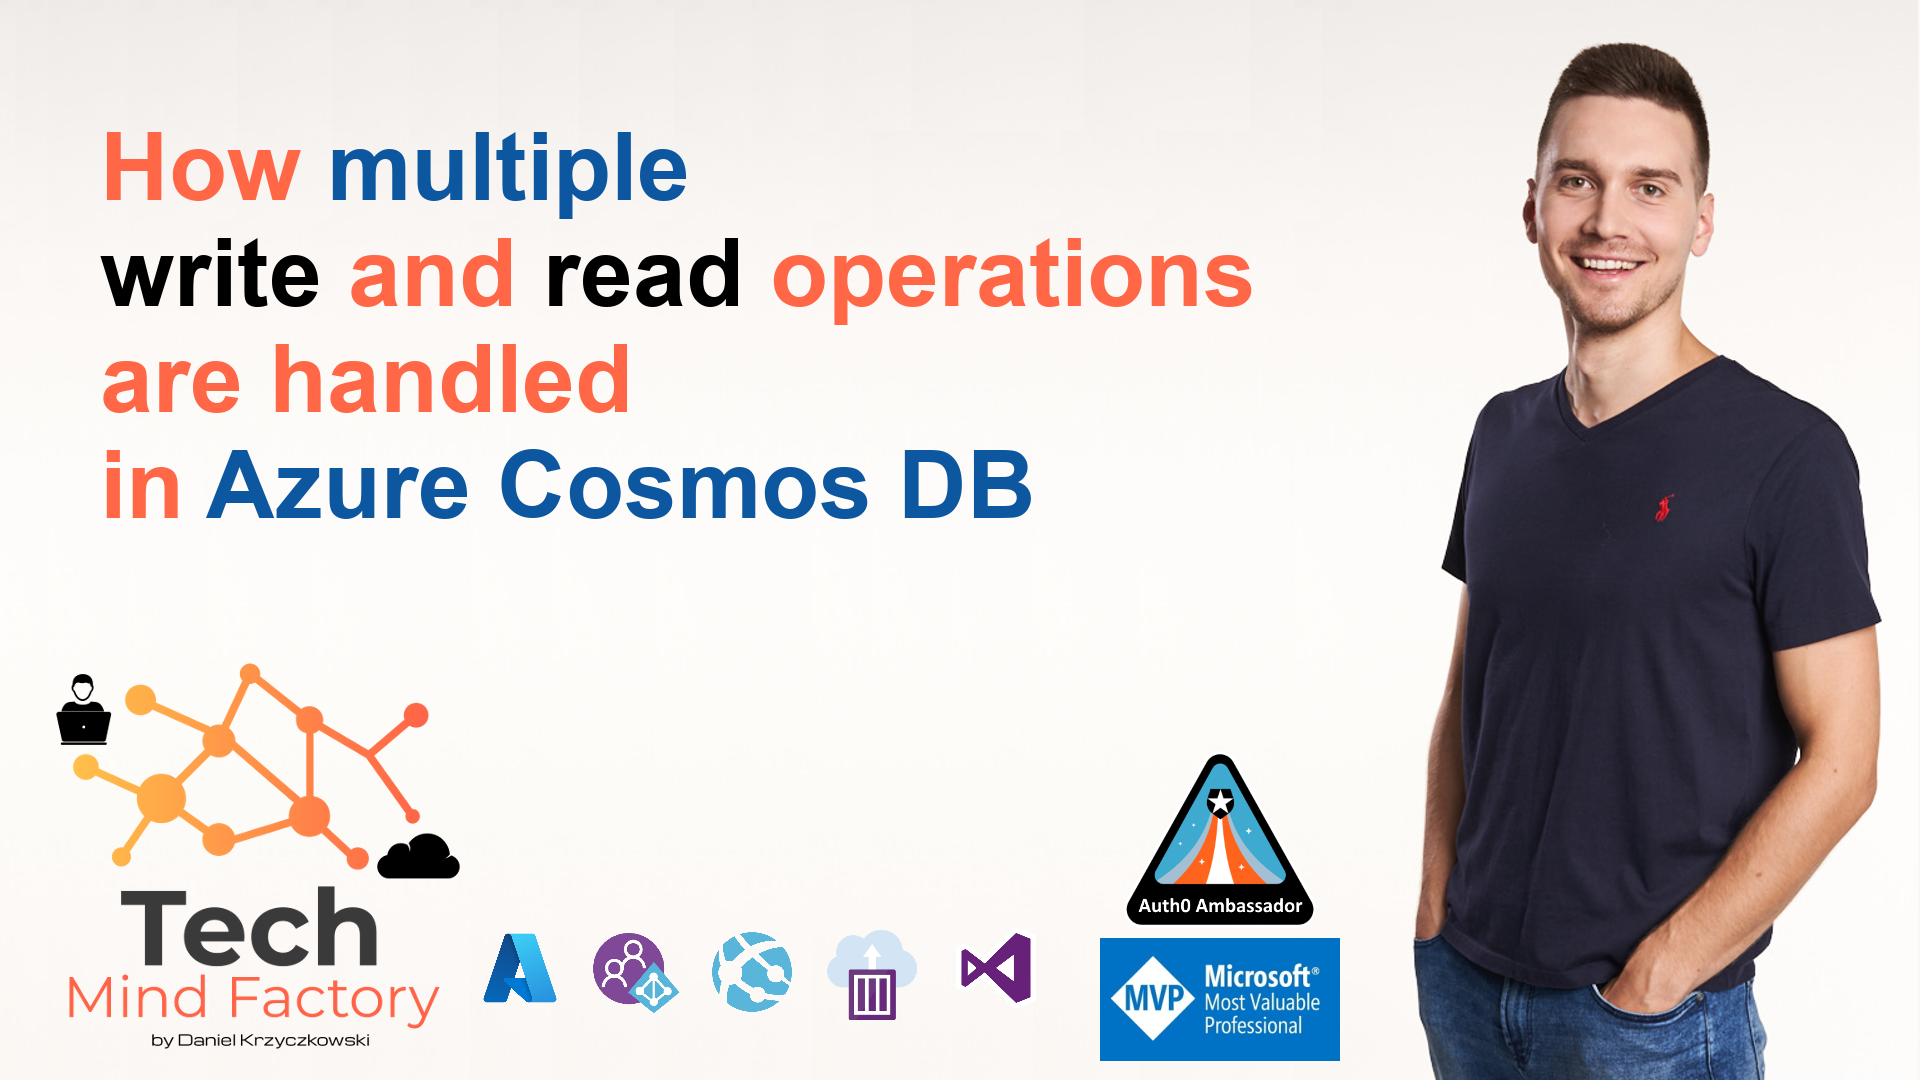 How multiple
write and read operations
are handled
in Azure Cosmos DB
Tech
Mind Factory
by Daniel Krzyczkowski
Auth0 Ambassador
MVP
Microsoft®
Most Valuable
Professional